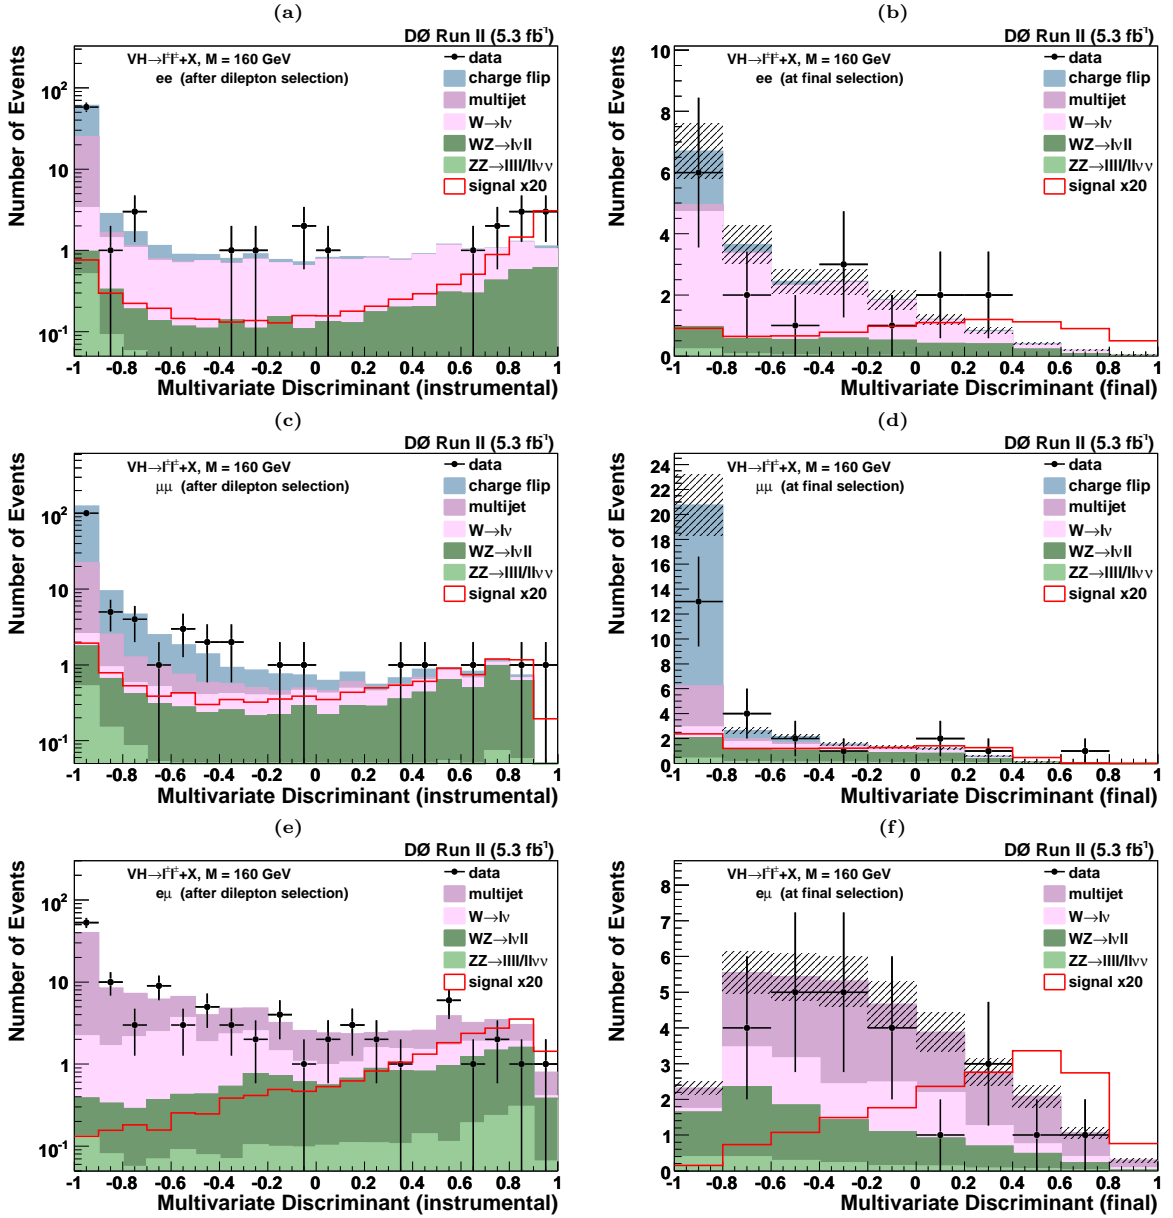 (a)
DØ Run II (5.3 fb⁻¹)
VH→l±l±+X, M = 160 GeV
ee (after dilepton selection)
data
charge flip
multijet
W→lν
WZ→lνll
ZZ→llll/llνν
signal x20
Number of Events
10²
10
1
10⁻¹
-1 -0.8 -0.6 -0.4 -0.2 0 0.2 0.4 0.6 0.8 1
Multivariate Discriminant (instrumental)
(b)
DØ Run II (5.3 fb⁻¹)
VH→l±l±+X, M = 160 GeV
ee (at final selection)
data
charge flip
multijet
W→lν
WZ→lνll
ZZ→llll/llνν
signal x20
Number of Events
10
8
6
4
2
0
-1 -0.8 -0.6 -0.4 -0.2 0 0.2 0.4 0.6 0.8 1
Multivariate Discriminant (final)
(c)
DØ Run II (5.3 fb⁻¹)
VH→l±l±+X, M = 160 GeV
μμ (after dilepton selection)
data
charge flip
multijet
W→lν
WZ→lνll
ZZ→llll/llνν
signal x20
Number of Events
10²
10
1
10⁻¹
-1 -0.8 -0.6 -0.4 -0.2 0 0.2 0.4 0.6 0.8 1
Multivariate Discriminant (instrumental)
(d)
DØ Run II (5.3 fb⁻¹)
VH→l±l±+X, M = 160 GeV
μμ (at final selection)
data
charge flip
multijet
W→lν
WZ→lνll
ZZ→llll/llνν
signal x20
Number of Events
24
22
20
18
16
14
12
10
8
6
4
2
0
-1 -0.8 -0.6 -0.4 -0.2 0 0.2 0.4 0.6 0.8 1
Multivariate Discriminant (final)
(e)
DØ Run II (5.3 fb⁻¹)
VH→l±l±+X, M = 160 GeV
eμ (after dilepton selection)
data
multijet
W→lν
WZ→lνll
ZZ→llll/llνν
signal x20
Number of Events
10²
10
1
10⁻¹
-1 -0.8 -0.6 -0.4 -0.2 0 0.2 0.4 0.6 0.8 1
Multivariate Discriminant (instrumental)
(f)
DØ Run II (5.3 fb⁻¹)
VH→l±l±+X, M = 160 GeV
eμ (at final selection)
data
multijet
W→lν
WZ→lνll
ZZ→llll/llνν
signal x20
Number of Events
8
7
6
5
4
3
2
1
0
-1 -0.8 -0.6 -0.4 -0.2 0 0.2 0.4 0.6 0.8 1
Multivariate Discriminant (final)